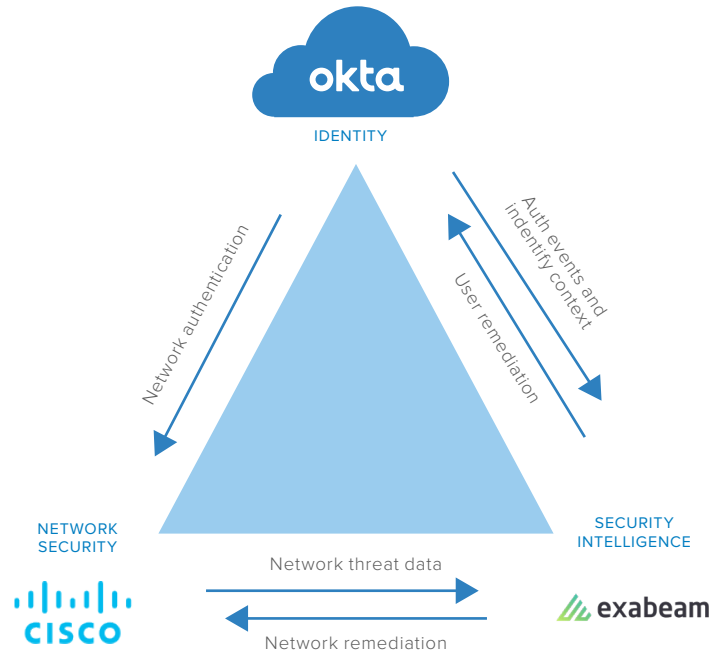 okta
IDENTITY
Network authentication
Auth events and
indentify context
User remediation
NETWORK
SECURITY
SECURITY
INTELLIGENCE
Network threat data
CISCO
exabeam
Network remediation